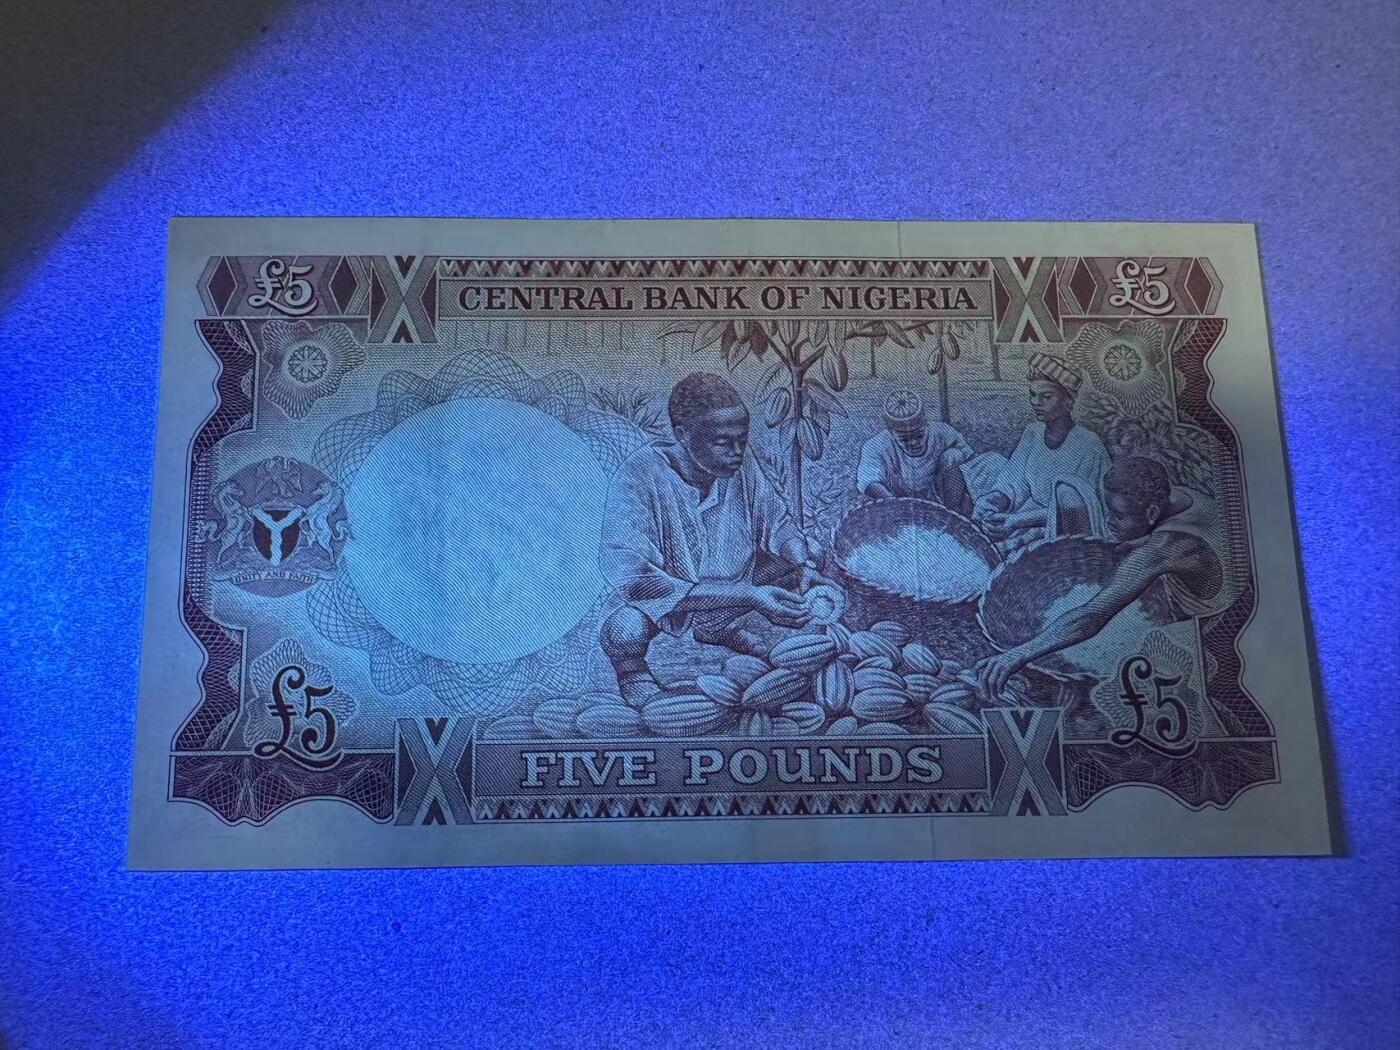 £5 CENTRAL BANK OF NIGERIA £5
UNITY AND FAITH
£5 £5
FIVE POUNDS